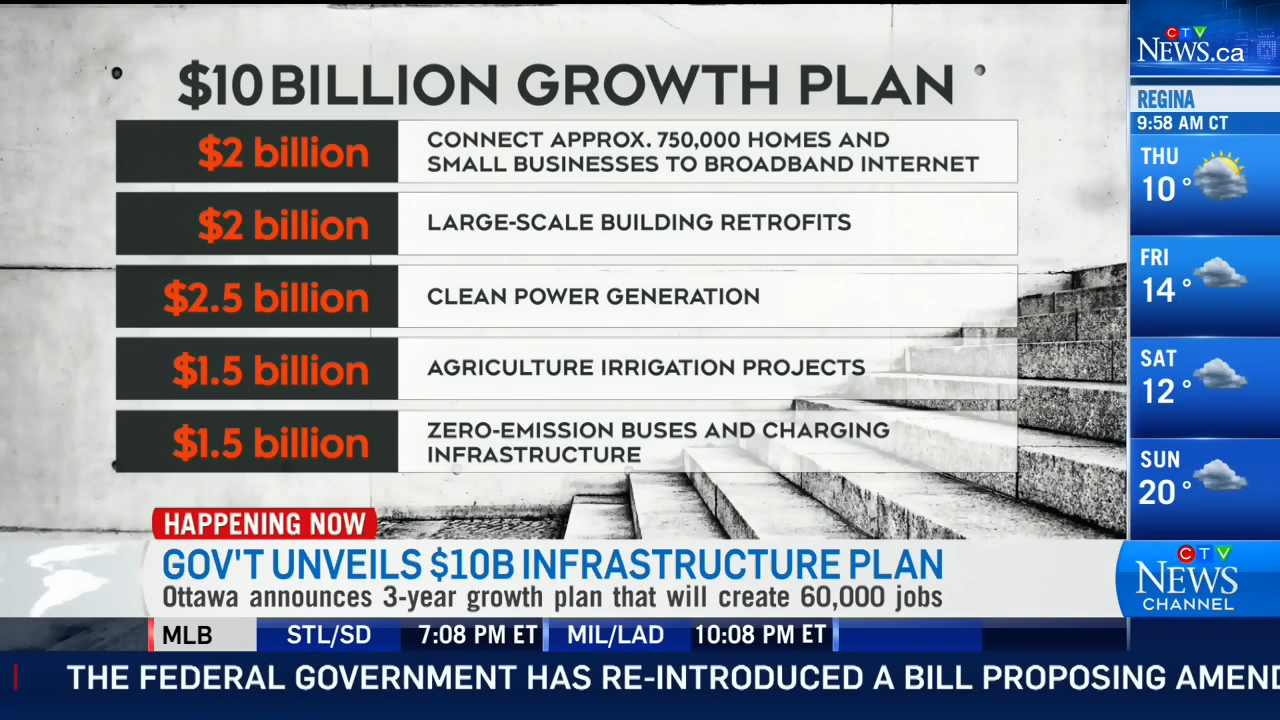 $10 BILLION GROWTH PLAN
$2 billion
CONNECT APPROX. 750,000 HOMES AND
SMALL BUSINESSES TO BROADBAND INTERNET
$2 billion
LARGE-SCALE BUILDING RETROFITS
$2.5 billion
CLEAN POWER GENERATION
$1.5 billion
AGRICULTURE IRRIGATION PROJECTS
$1.5 billion
ZERO-EMISSION BUSES AND CHARGING
INFRASTRUCTURE
CTV
NEWS.ca
REGINA
9:58 AM CT
THU
10°
FRI
14°
SAT
12°
SUN
20°
HAPPENING NOW
GOV'T UNVEILS $10B INFRASTRUCTURE PLAN
Ottawa announces 3-year growth plan that will create 60,000 jobs
CTV
NEWS
CHANNEL
MLB STL/SD 7:08 PM ET MIL/LAD 10:08 PM ET
THE FEDERAL GOVERNMENT HAS RE-INTRODUCED A BILL PROPOSING AMEND